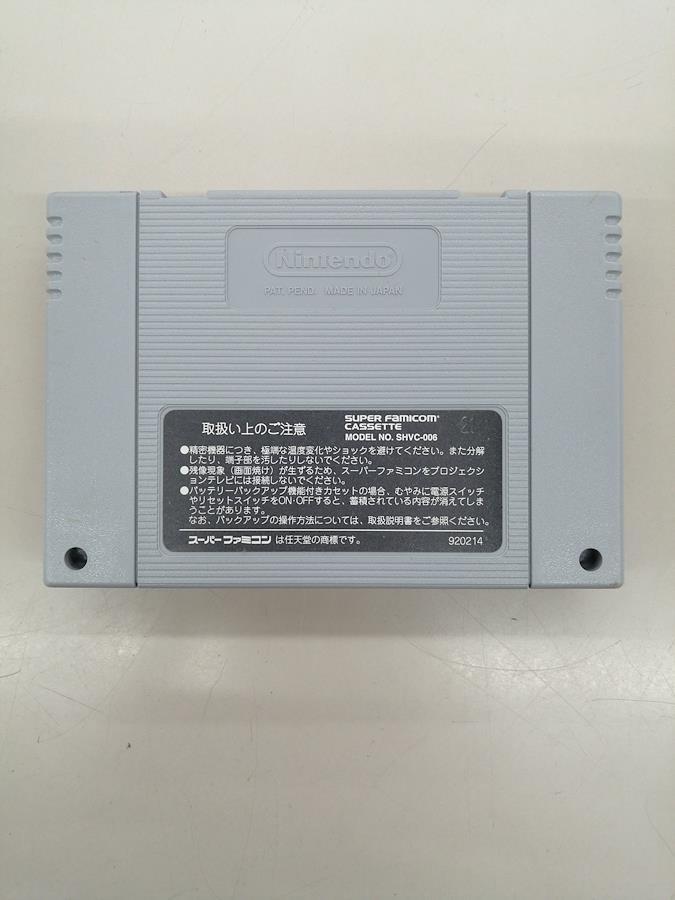 Nintendo
PAT. PEND. MADE IN JAPAN
取扱い上のご注意
SUPER FAMICOM
CASSETTE
MODEL NO. SHVC-006
●精密機器につき、極端な温度変化やショックを避けてください。また分解
したり、端子部を汚したりしないでください。
●残像現象（画面焼け）が生ずるため、スーパーファミコンをプロジェクシ
ョンテレビには接続しないでください。
●バッテリーバックアップ機能付きカセットの場合、むやみに電源スイッチ
やリセットスイッチをON・OFFすると、蓄積されている内容が消えてしま
うことがあります。
なお、バックアップの操作方法については、取扱説明書をご参照ください。
スーパーファミコンは任天堂の商標です。
920214